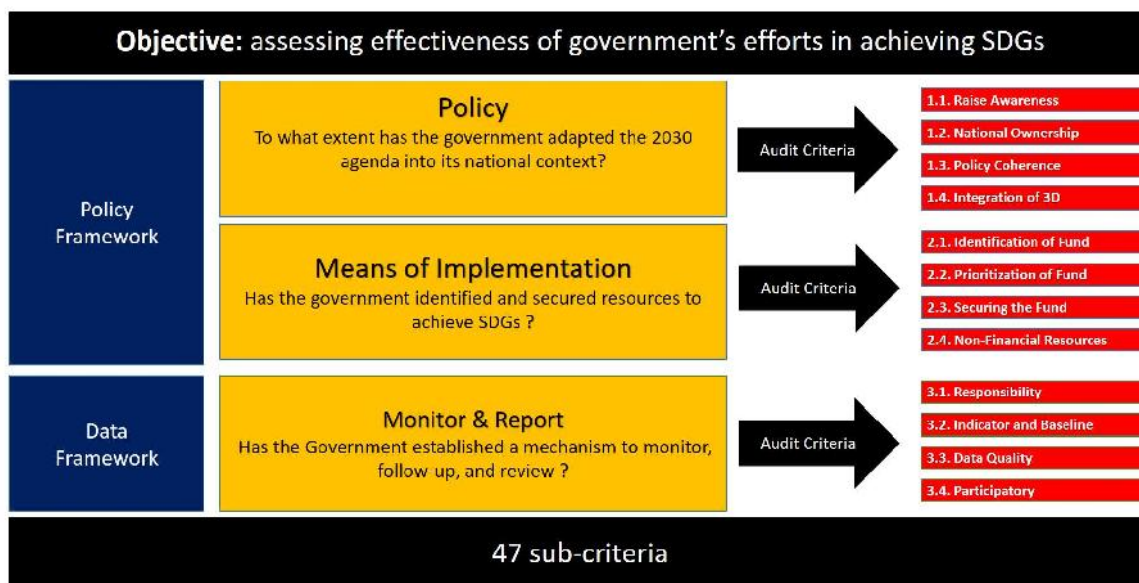 Objective: assessing effectiveness of government's efforts in achieving SDGs
Policy
Framework
Policy
To what extent has the government adapted the 2030
agenda into its national context?
Audit Criteria
1.1. Raise Awareness
1.2. National Ownership
1.3. Policy Coherence
1.4. Integration of 3D
Means of Implementation
Has the government identified and secured resources to
achieve SDGs ?
Audit Criteria
2.1. Identification of Fund
2.2. Prioritization of Fund
2.3. Securing the Fund
2.4. Non-Financial Resources
Data
Framework
Monitor & Report
Has the Government established a mechanism to monitor,
follow-up, and review ?
Audit Criteria
3.1. Responsibility
3.2. Indicator and Baseline
3.3. Data Quality
3.4. Participatory
47 sub-criteria